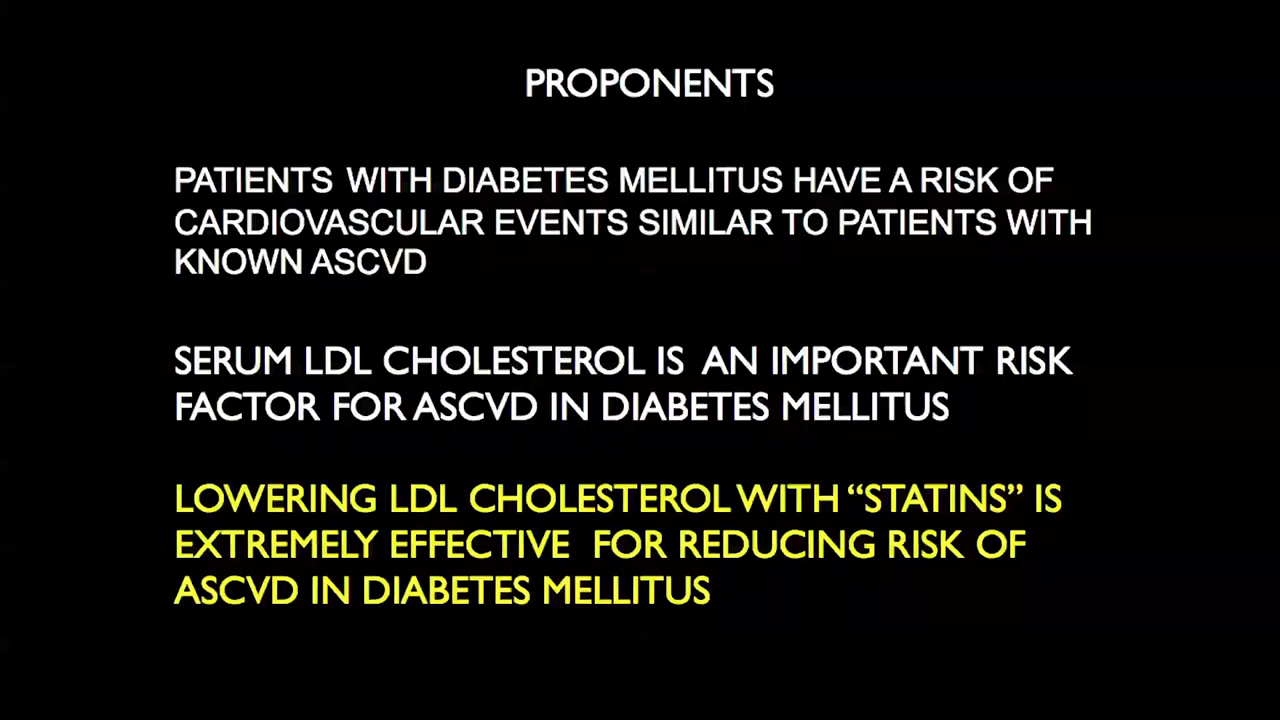 PROPONENTS
PATIENTS WITH DIABETES MELLITUS HAVE A RISK OF
CARDIOVASCULAR EVENTS SIMILAR TO PATIENTS WITH
KNOWN ASCVD
SERUM LDL CHOLESTEROL IS AN IMPORTANT RISK
FACTOR FOR ASCVD IN DIABETES MELLITUS
LOWERING LDL CHOLESTEROL WITH “STATINS” IS
EXTREMELY EFFECTIVE FOR REDUCING RISK OF
ASCVD IN DIABETES MELLITUS